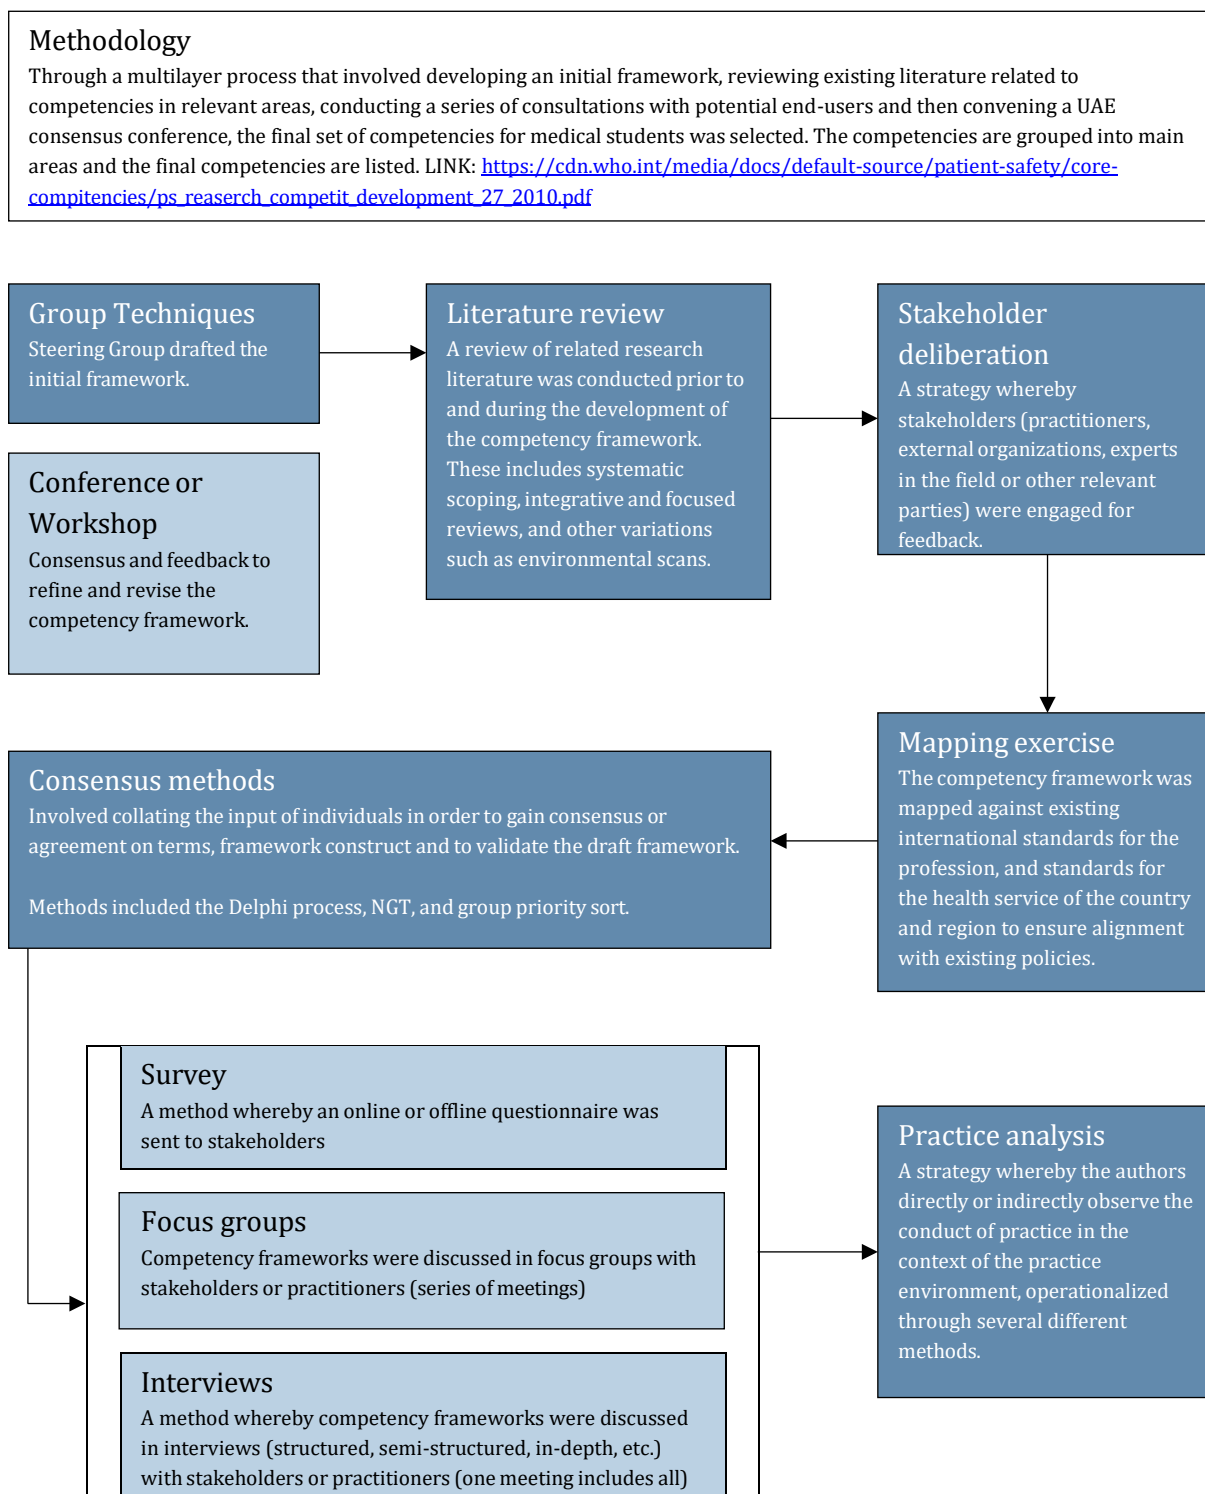 Methodology
Through a multilayer process that involved developing an initial framework, reviewing existing literature related to
competencies in relevant areas, conducting a series of consultations with potential end-users and then convening a UAE
consensus conference, the final set of competencies for medical students was selected. The competencies are grouped into main
areas and the final competencies are listed. LINK: https://cdn.who.int/media/docs/default-source/patient-safety/core-
compitencies/ps_reaserch_competit_development_27_2010.pdf
Group Techniques
Steering Group drafted the
initial framework.
Conference or
Workshop
Consensus and feedback to
refine and revise the
competency framework.
Literature review
A review of related research
literature was conducted prior to
and during the development of
the competency framework.
These includes systematic
scoping, integrative and focused
reviews, and other variations
such as environmental scans.
Stakeholder
deliberation
A strategy whereby
stakeholders (practitioners,
external organizations, experts
in the field or other relevant
parties) were engaged for
feedback.
Mapping exercise
The competency framework was
mapped against existing
international standards for the
profession, and standards for
the health service of the country
and region to ensure alignment
with existing policies.
Consensus methods
Involved collating the input of individuals in order to gain consensus or
agreement on terms, framework construct and to validate the draft framework.
Methods included the Delphi process, NGT, and group priority sort.
Survey
A method whereby an online or offline questionnaire was
sent to stakeholders
Focus groups
Competency frameworks were discussed in focus groups with
stakeholders or practitioners (series of meetings)
Interviews
A method whereby competency frameworks were discussed
in interviews (structured, semi-structured, in-depth, etc.)
with stakeholders or practitioners (one meeting includes all)
Practice analysis
A strategy whereby the authors
directly or indirectly observe the
conduct of practice in the
context of the practice
environment, operationalized
through several different
methods.